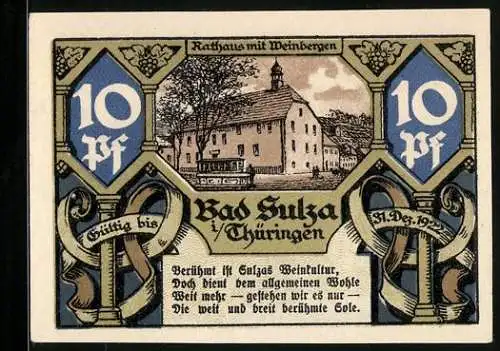 Rathaus mit Weinbergen
10
Pf
10
Pf
Bad Sulza
i/Thüringen
Gültig bis
31. Dez. 1922
Berühmt ist Sulzas Weinkultur,
Doch dient dem allgemeinen Wohle
Weit mehr — gestehen wir es nur —
Die weit und breit berühmte Sole.